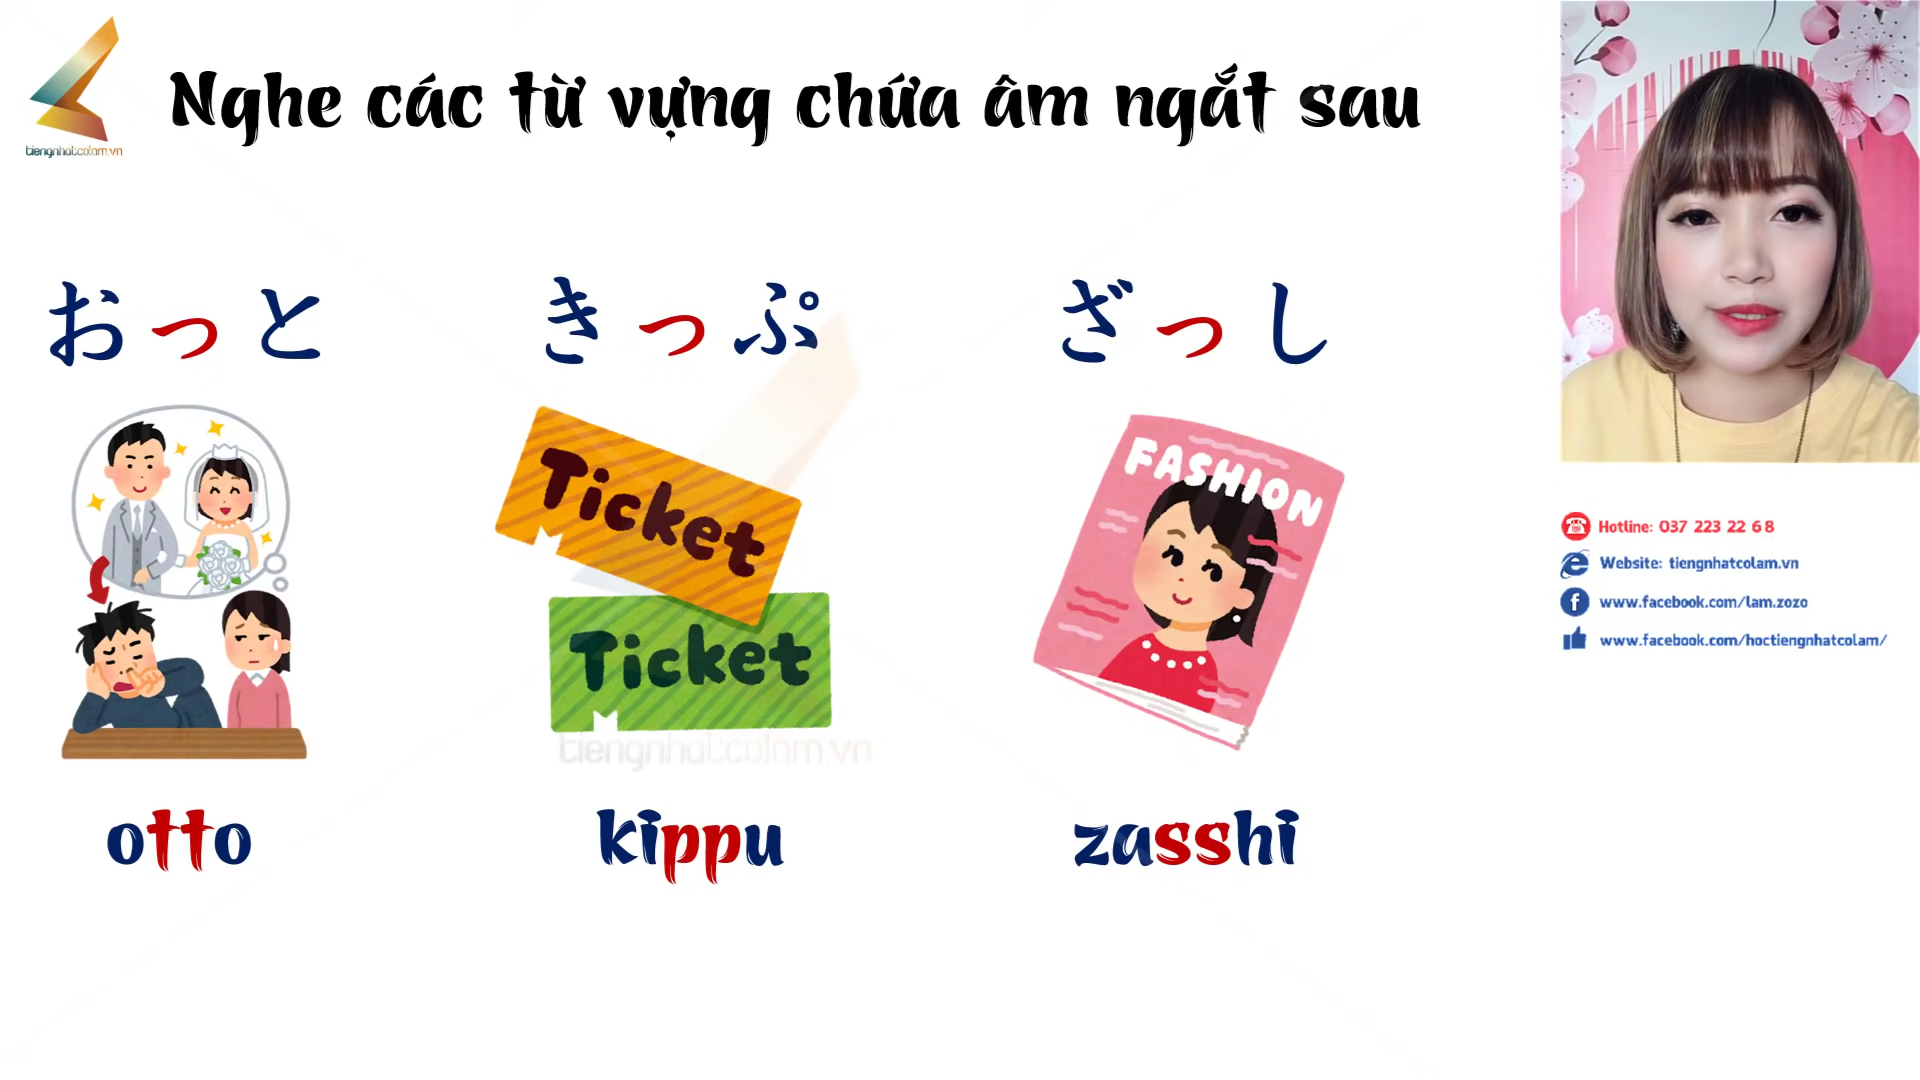 tiengnhatcolam.vn
Nghe các từ vựng chứa âm ngắt sau
おっと きっぷ ざっし
Ticket
Ticket
FASHION
tiengnhatcolam.vn
otto kippu zasshi
Hotline: 037 223 22 68
Website: tiengnhatcolam.vn
www.facebook.com/lam.zozo
www.facebook.com/hoctiengnhatcolam/